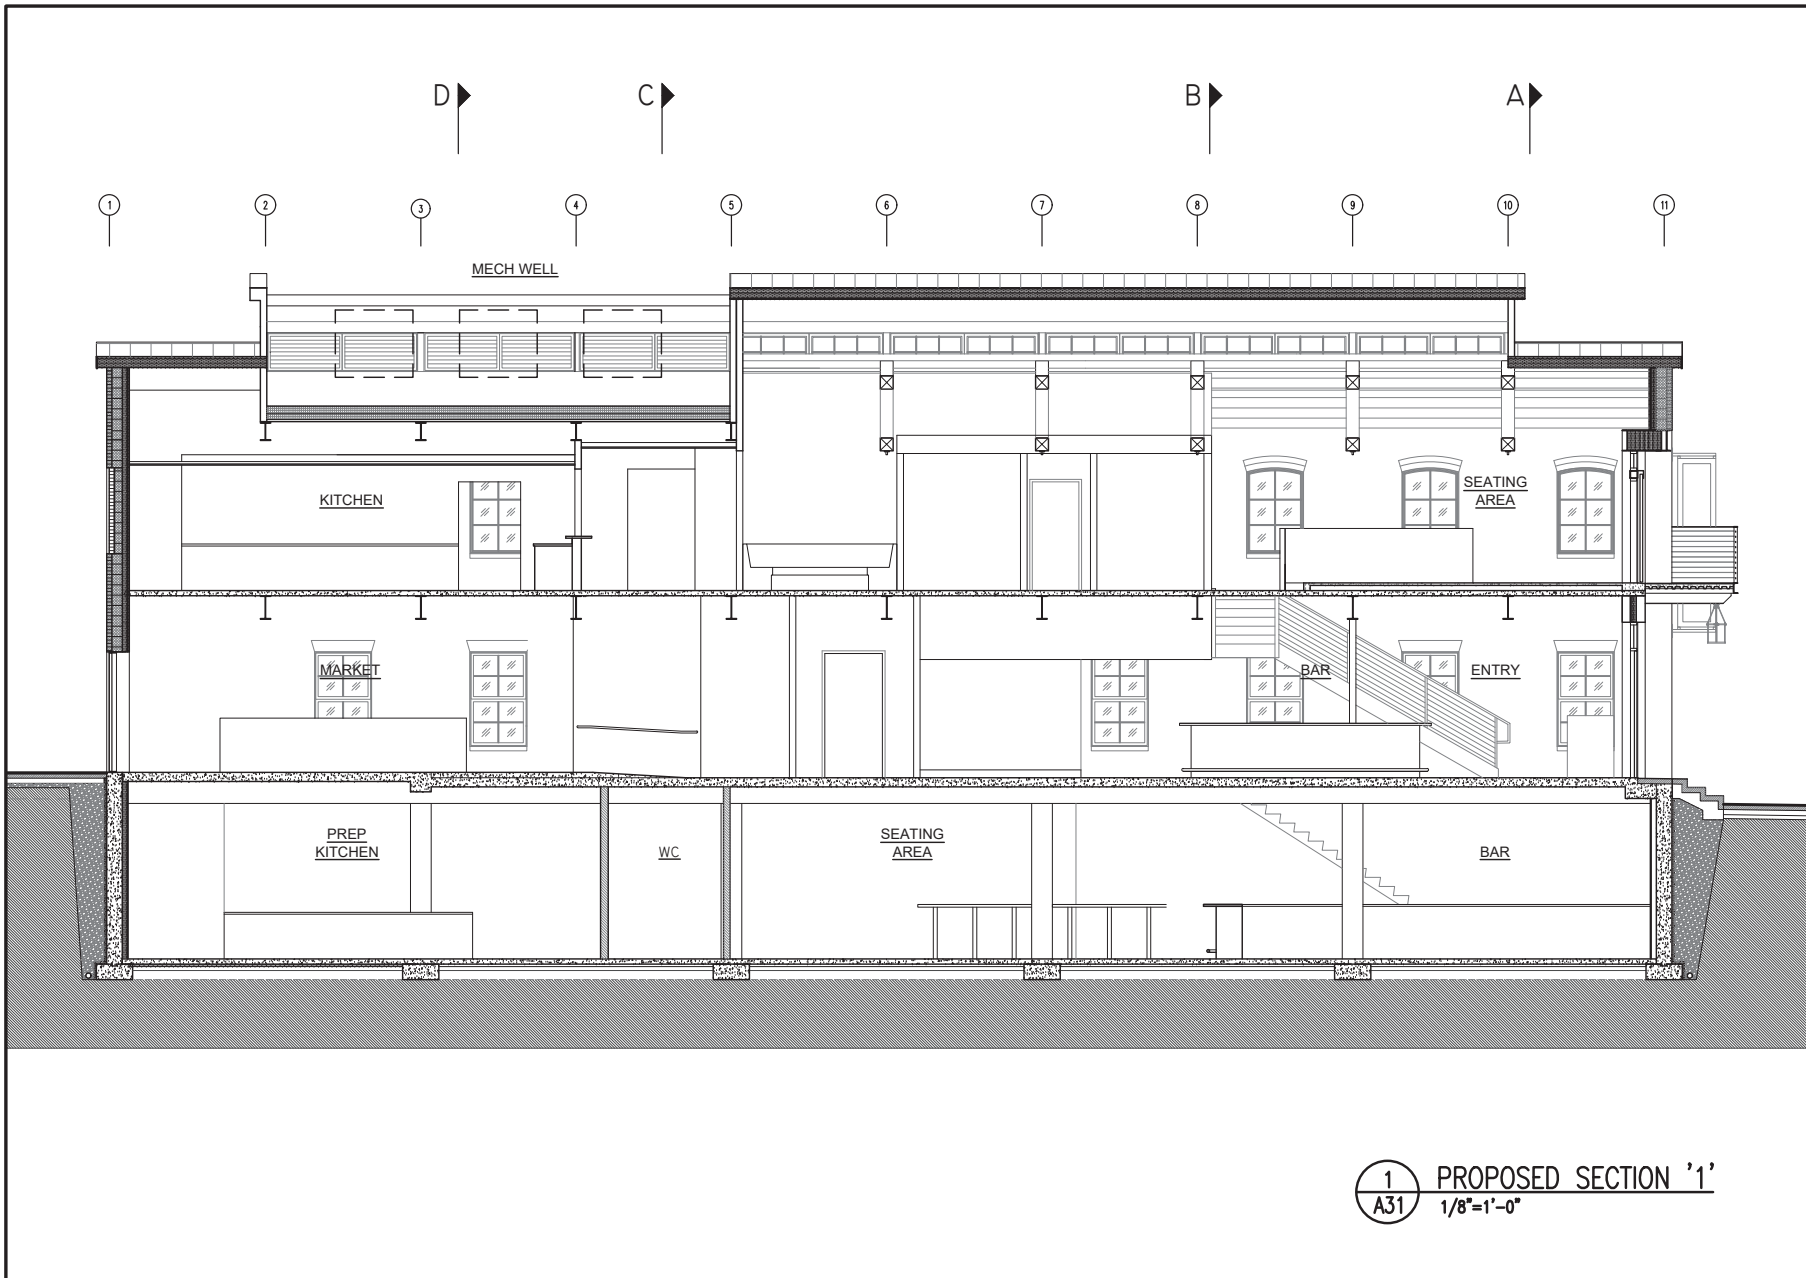 D C B A
1 2 3 4 5 6 7 8 9 10 11
MECH WELL
KITCHEN
SEATING
AREA
MARKET
BAR
ENTRY
PREP
KITCHEN
WC
SEATING
AREA
BAR
1
A31
PROPOSED SECTION '1'
1/8"=1'-0"